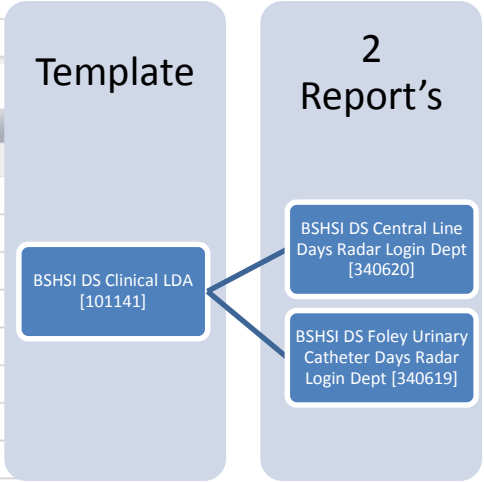 Template
2
Report's
BSHSI DS Clinical LDA
[101141]
BSHSI DS Central Line
Days Radar Login Dept
[340620]
BSHSI DS Foley Urinary
Catheter Days Radar
Login Dept [340619]